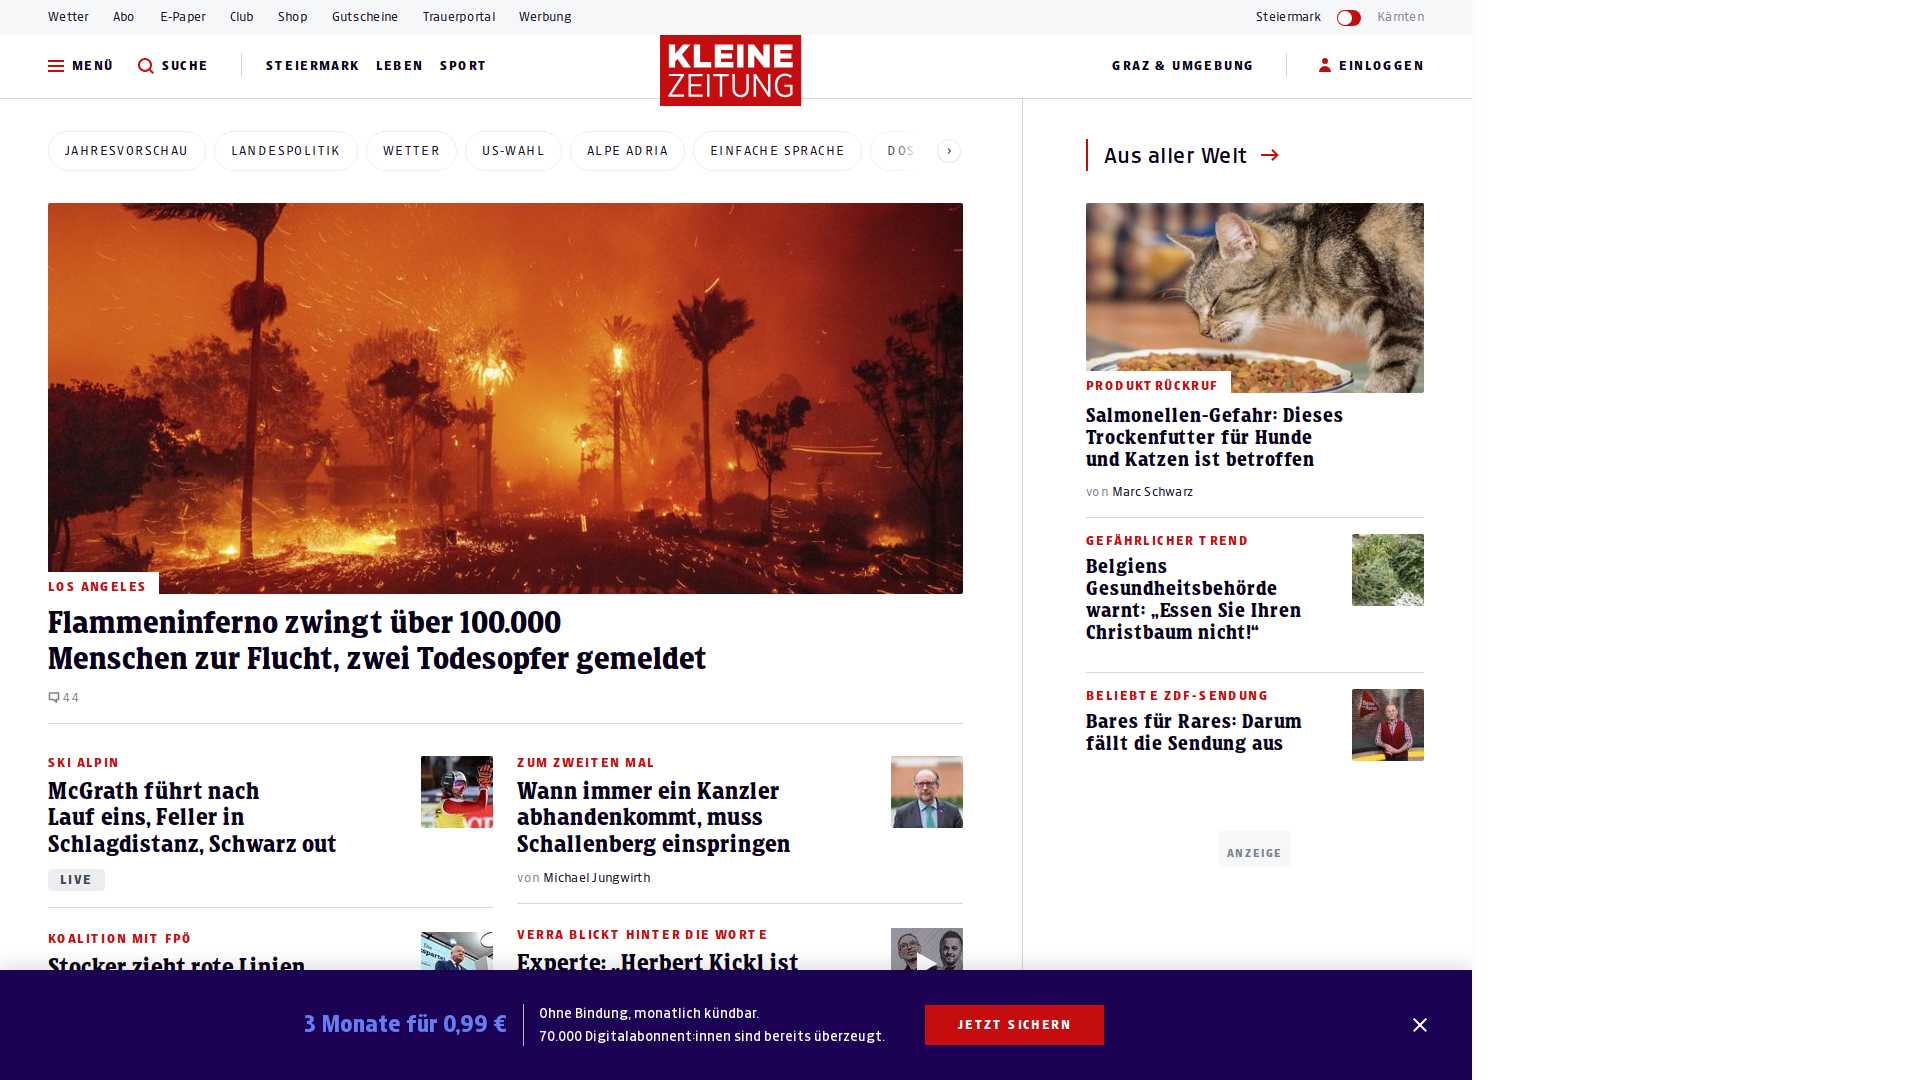 Wetter Abo E-Paper Club Shop Gutscheine Trauerportal Werbung
Steiermark Kärnten
MENÜ SUCHE STEIERMARK LEBEN SPORT
KLEINE
ZEITUNG
GRAZ & UMGEBUNG EINLOGGEN
JAHRESVORSCHAU LANDESPOLITIK WETTER US-WAHL ALPE ADRIA EINFACHE SPRACHE DOS
LOS ANGELES
Flammeninferno zwingt über 100.000
Menschen zur Flucht, zwei Todesopfer gemeldet
44
SKI ALPIN
McGrath führt nach
Lauf eins, Feller in
Schlagdistanz, Schwarz out
LIVE
KOALITION MIT FPÖ
Stocker zieht rote Linien
ZUM ZWEITEN MAL
Wann immer ein Kanzler
abhandenkommt, muss
Schallenberg einspringen
von Michael Jungwirth
VERRA BLICKT HINTER DIE WORTE
Experte: „Herbert Kickl ist
Aus aller Welt
PRODUKTRÜCKRUF
Salmonellen-Gefahr: Dieses
Trockenfutter für Hunde
und Katzen ist betroffen
von Marc Schwarz
GEFÄHRLICHER TREND
Belgiens
Gesundheitsbehörde
warnt: „Essen Sie Ihren
Christbaum nicht!“
BELIEBTE ZDF-SENDUNG
Bares für Rares: Darum
fällt die Sendung aus
ANZEIGE
3 Monate für 0,99 €
Ohne Bindung, monatlich kündbar.
70.000 Digitalabonnent:innen sind bereits überzeugt.
JETZT SICHERN